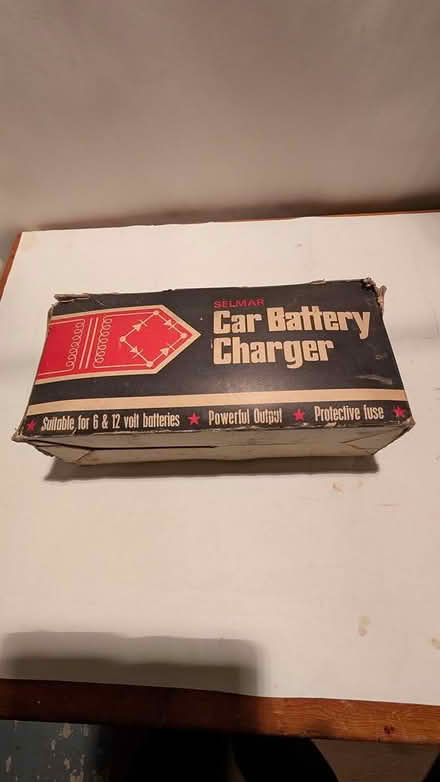 SELMAR
Car Battery
Charger
★ Suitable for 6 & 12 volt batteries ★ Powerful Output ★ Protective fuse ★